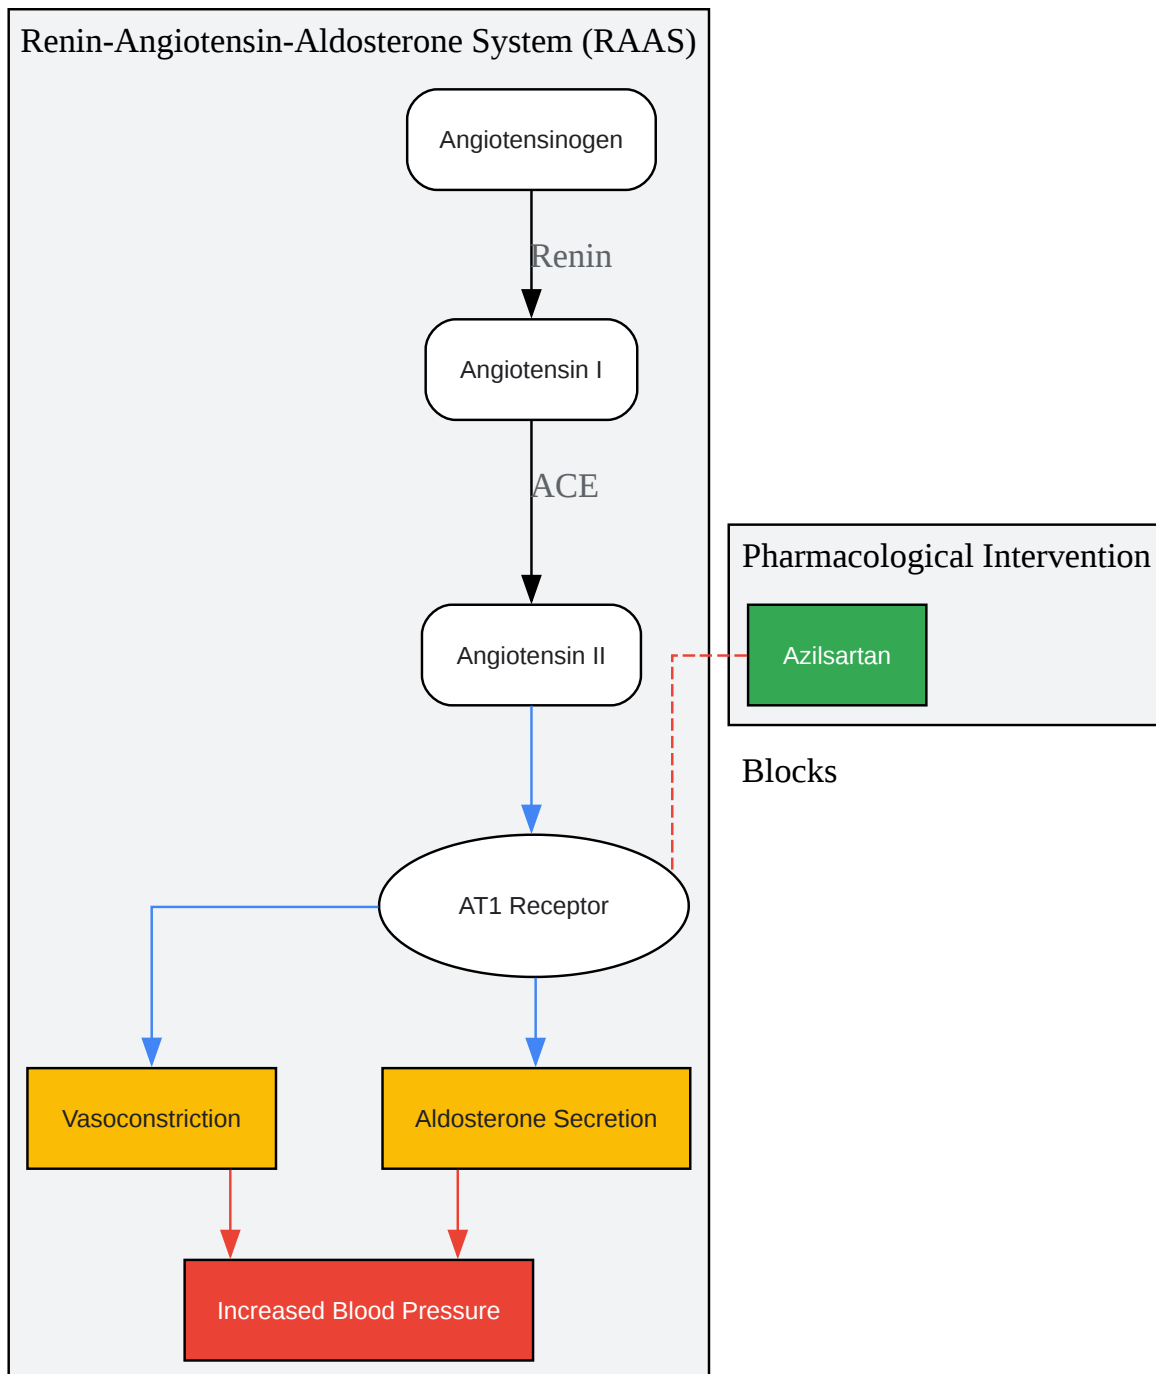 Renin-Angiotensin-Aldosterone System (RAAS)
Angiotensinogen
Renin
Angiotensin I
ACE
Angiotensin II
Pharmacological Intervention
Azilsartan
Blocks
AT1 Receptor
Vasoconstriction
Aldosterone Secretion
Increased Blood Pressure